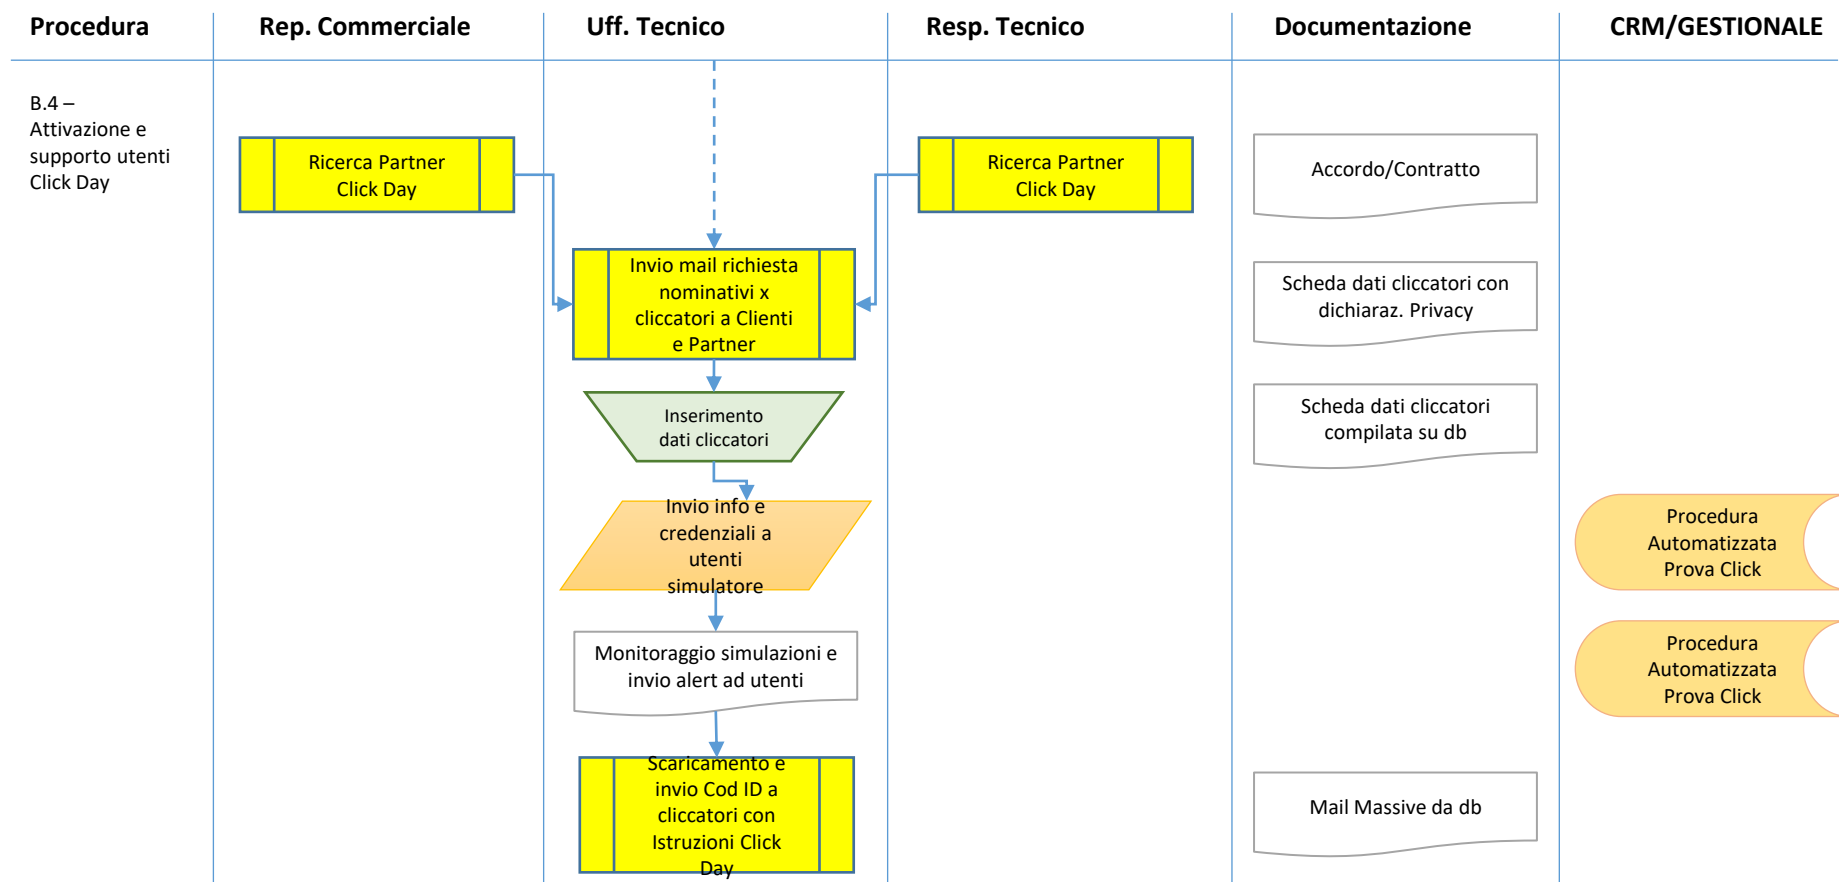 Procedura
Rep. Commerciale
Uff. Tecnico
Resp. Tecnico
Documentazione
CRM/GESTIONALE
B.4 –
Attivazione e
supporto utenti
Click Day
Ricerca Partner
Click Day
Ricerca Partner
Click Day
Accordo/Contratto
Invio mail richiesta
nominativi x
cliccatori a Clienti
e Partner
Scheda dati cliccatori con
dichiaraz. Privacy
Inserimento
dati cliccatori
Scheda dati cliccatori
compilata su db
Invio info e
credenziali a
utenti
simulatore
Procedura
Automatizzata
Prova Click
Monitoraggio simulazioni e
invio alert ad utenti
Procedura
Automatizzata
Prova Click
Scaricamento e
invio Cod ID a
cliccatori con
Istruzioni Click
Day
Mail Massive da db